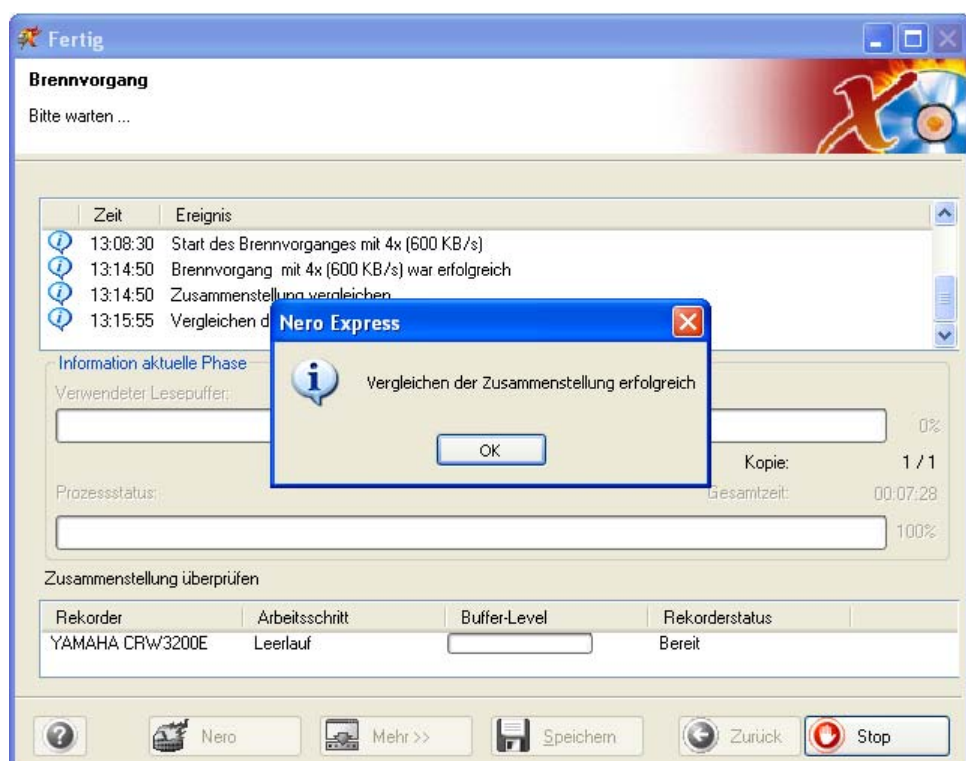 Fertig
Brennvorgang
Bitte warten ...
Zeit Ereignis
13:08:30 Start des Brennvorganges mit 4x (600 KB/s)
13:14:50 Brennvorgang mit 4x (600 KB/s) war erfolgreich
13:14:50 Zusammenstellung vergleichen
13:15:55 Vergleichen d
Nero Express
Vergleichen der Zusammenstellung erfolgreich
OK
Information aktuelle Phase
Verwendeter Lesepuffer:
0%
Kopie: 1 / 1
Prozessstatus: Gesamtzeit: 00:07:28
100%
Zusammenstellung überprüfen
Rekorder Arbeitsschritt Buffer-Level Rekorderstatus
YAMAHA CRW3200E Leerlauf Bereit
Nero Mehr >> Speichern Zurück Stop